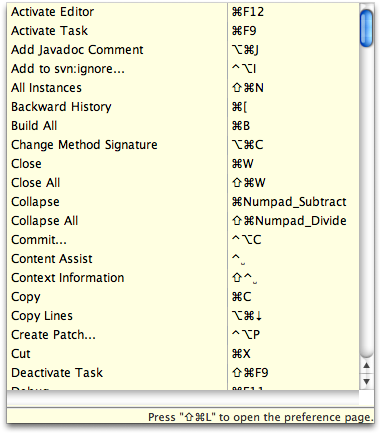 Activate Editor ⌘F12
Activate Task ⌘F9
Add Javadoc Comment ⌥⌘J
Add to svn:ignore... ^⌥I
All Instances ⇧⌘N
Backward History ⌘[
Build All ⌘B
Change Method Signature ⌥⌘C
Close ⌘W
Close All ⇧⌘W
Collapse ⌘Numpad_Subtract
Collapse All ⇧⌘Numpad_Divide
Commit... ^⌥C
Content Assist ^␣
Context Information ⇧^␣
Copy ⌘C
Copy Lines ⌥⌘↓
Create Patch... ^⌥P
Cut ⌘X
Deactivate Task ⇧⌘F9
Debug ⌘F11
Press "⇧⌘L" to open the preference page.